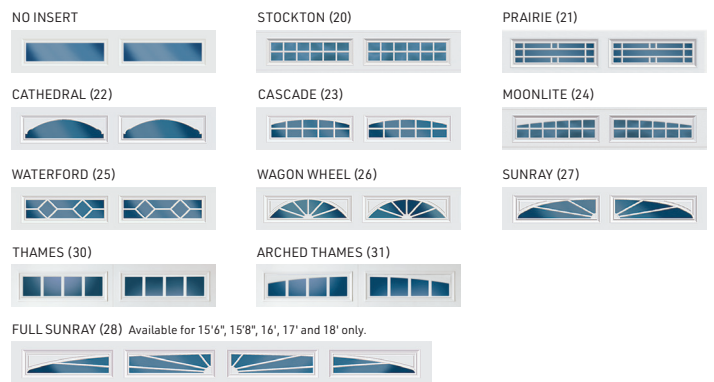 NO INSERT
STOCKTON (20)
PRAIRIE (21)
CATHEDRAL (22)
CASCADE (23)
MOONLITE (24)
WATERFORD (25)
WAGON WHEEL (26)
SUNRAY (27)
THAMES (30)
ARCHED THAMES (31)
FULL SUNRAY (28) Available for 15'6", 15'8", 16', 17' and 18' only.